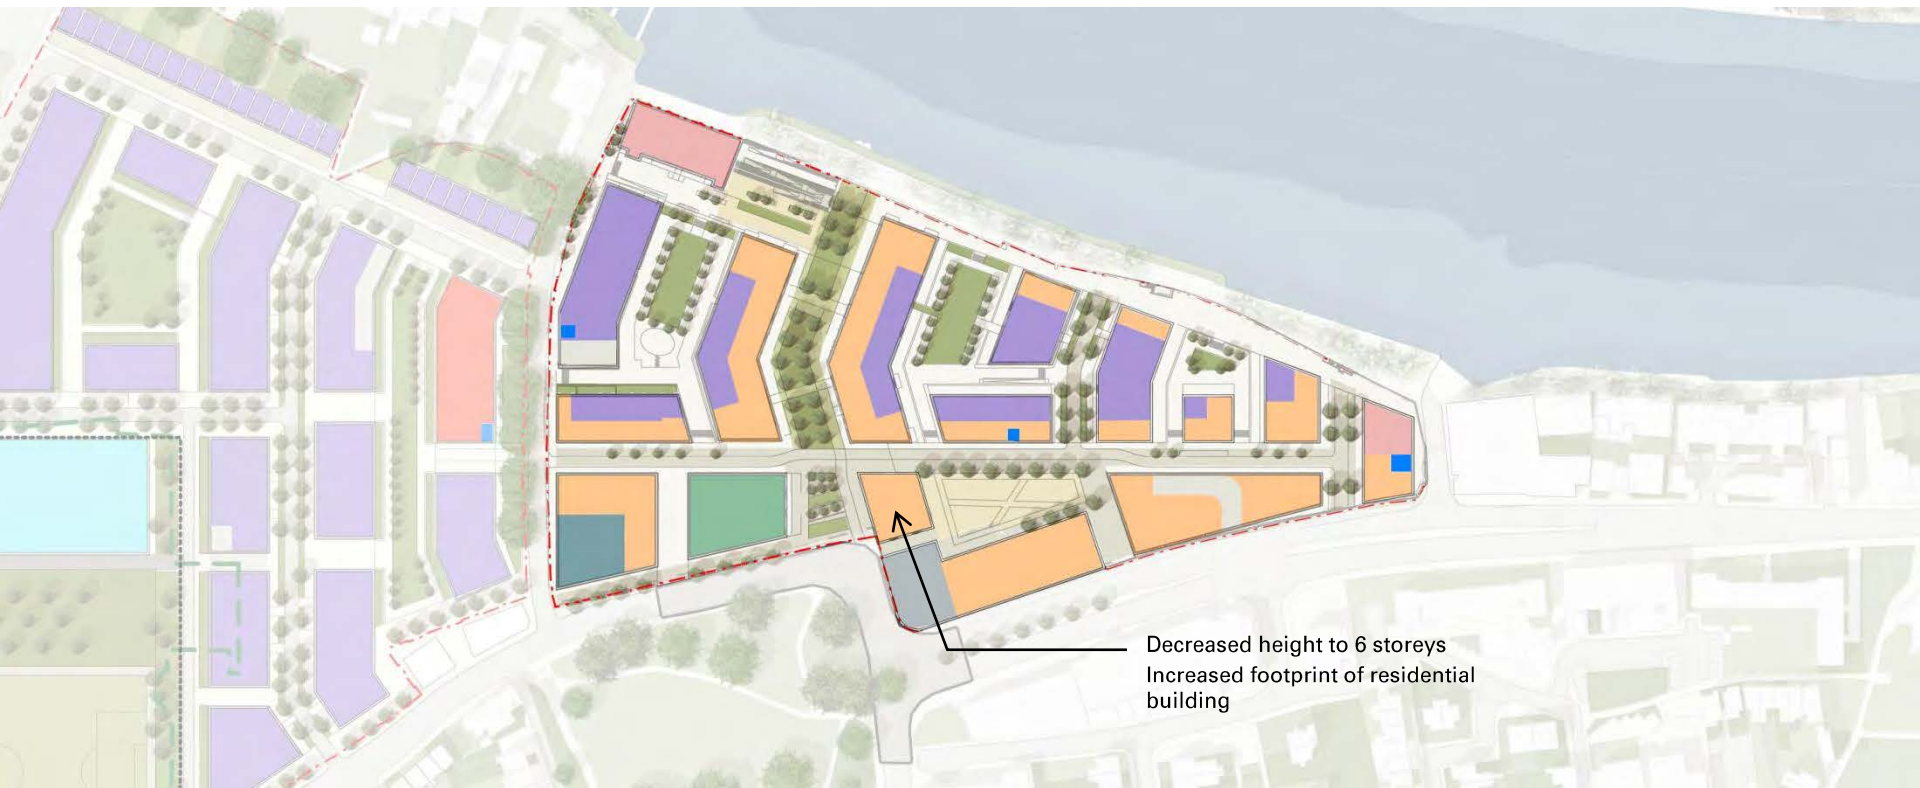 Decreased height to 6 storeys
Increased footprint of residential
building